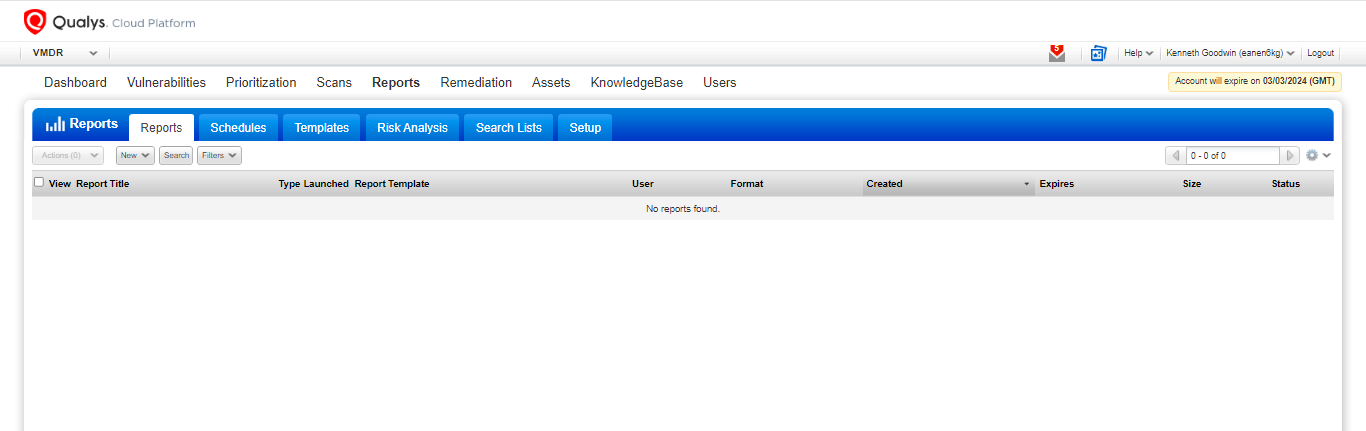 Qualys. Cloud Platform
VMDR
5
Help
Kenneth Goodwin (eanen6kg)
Logout
Dashboard Vulnerabilities Prioritization Scans Reports Remediation Assets KnowledgeBase Users
Account will expire on 03/03/2024 (GMT)
Reports Reports Schedules Templates Risk Analysis Search Lists Setup
Actions (0) New Search Filters 0 - 0 of 0
View Report Title Type Launched Report Template User Format Created Expires Size Status
No reports found.